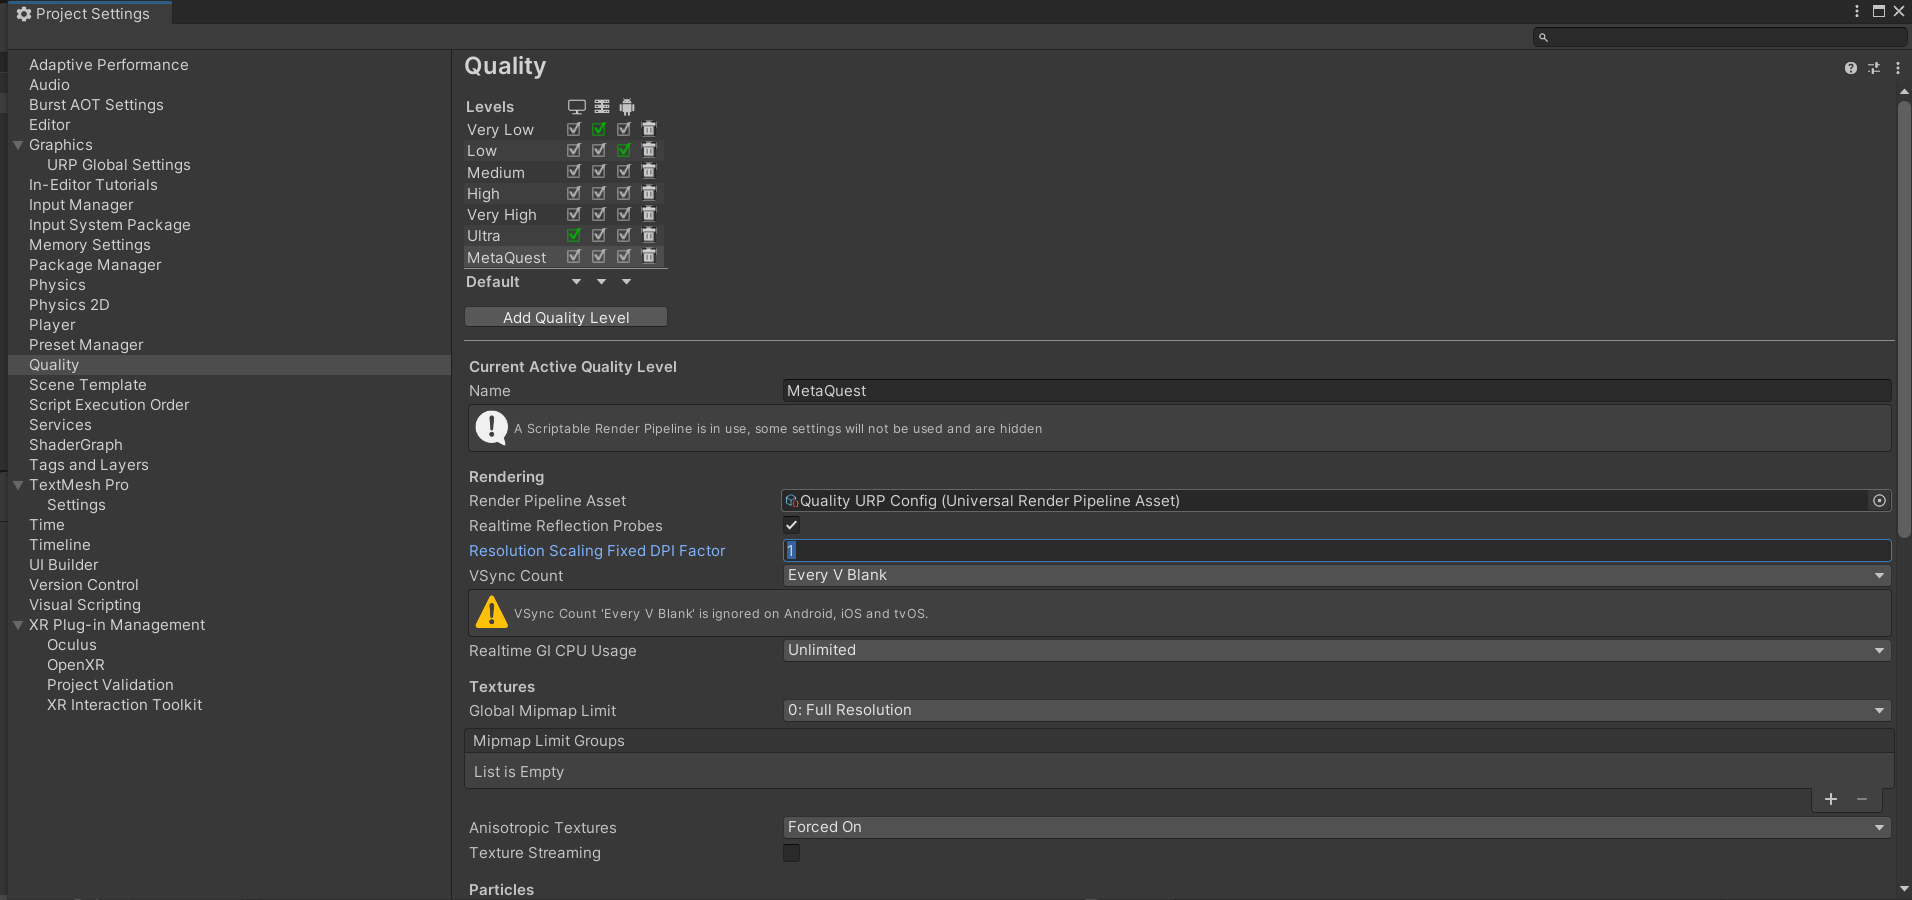 Project Settings
Adaptive Performance
Audio
Burst AOT Settings
Editor
Graphics
URP Global Settings
In-Editor Tutorials
Input Manager
Input System Package
Memory Settings
Package Manager
Physics
Physics 2D
Player
Preset Manager
Quality
Scene Template
Script Execution Order
Services
ShaderGraph
Tags and Layers
TextMesh Pro
Settings
Time
Timeline
UI Builder
Version Control
Visual Scripting
XR Plug-in Management
Oculus
OpenXR
Project Validation
XR Interaction Toolkit
Quality
Levels
Very Low
Low
Medium
High
Very High
Ultra
MetaQuest
Default
Add Quality Level
Current Active Quality Level
Name MetaQuest
A Scriptable Render Pipeline is in use, some settings will not be used and are hidden
Rendering
Render Pipeline Asset Quality URP Config (Universal Render Pipeline Asset)
Realtime Reflection Probes
Resolution Scaling Fixed DPI Factor 1
VSync Count Every V Blank
VSync Count 'Every V Blank' is ignored on Android, iOS and tvOS.
Realtime GI CPU Usage Unlimited
Textures
Global Mipmap Limit 0: Full Resolution
Mipmap Limit Groups
List is Empty
Anisotropic Textures Forced On
Texture Streaming
Particles